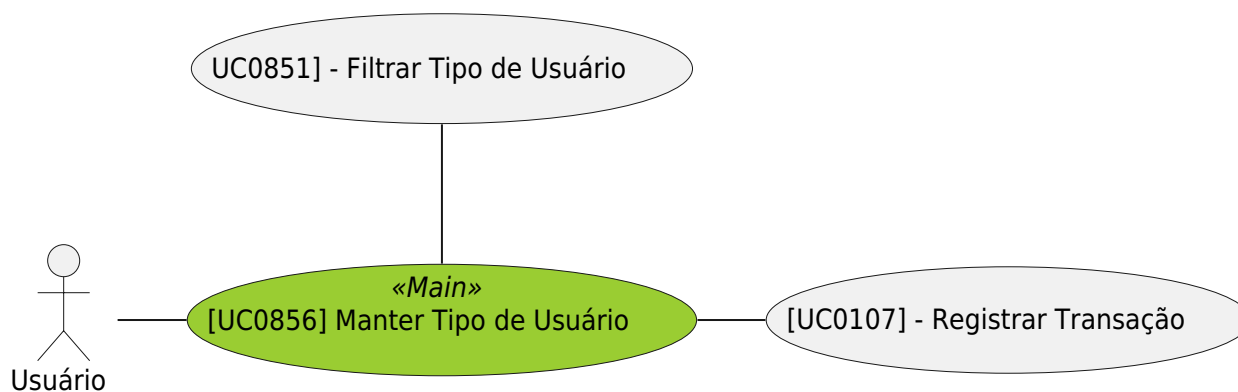 UC0851] - Filtrar Tipo de Usuário
«Main»
[UC0856] Manter Tipo de Usuário
[UC0107] - Registrar Transação
Usuário